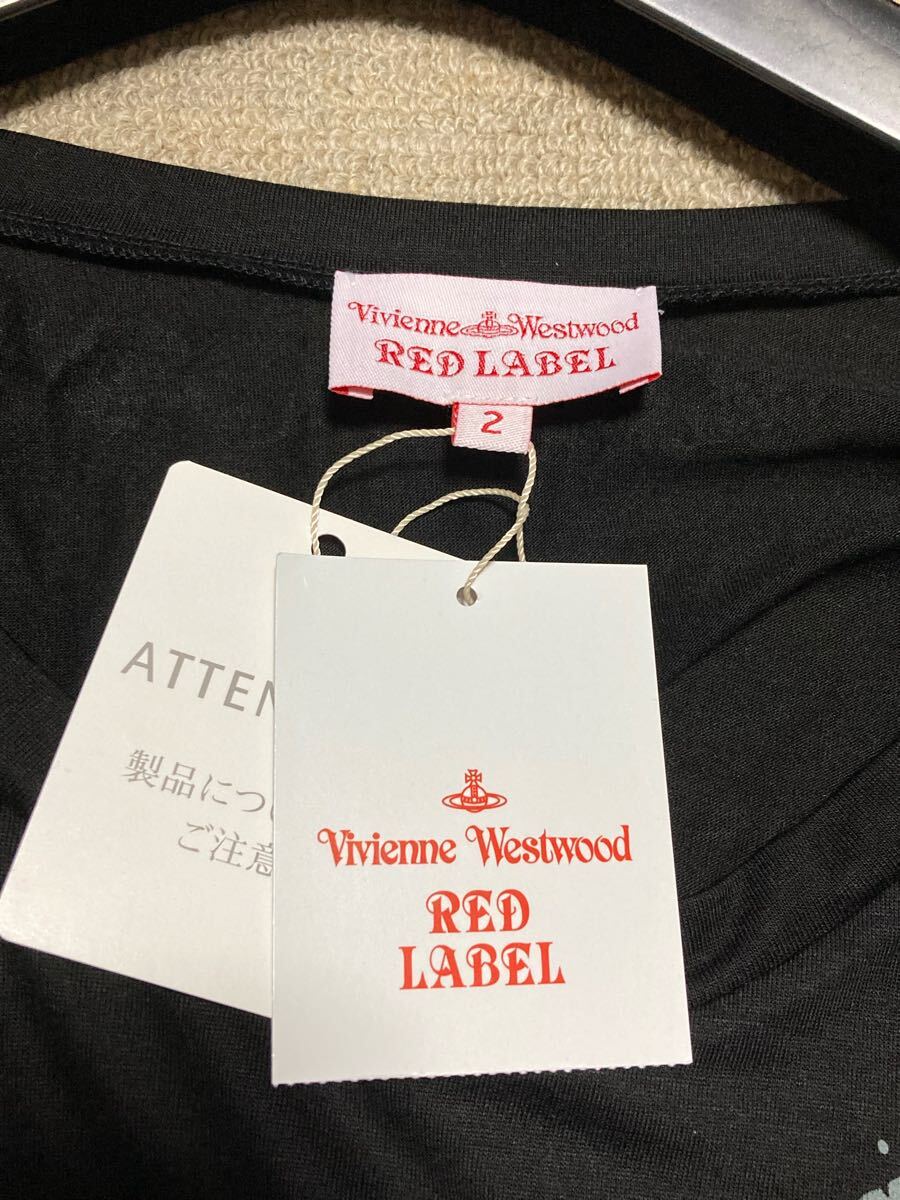 Vivienne Westwood
RED LABEL
2
ATTEN
製品につい
ご注意
Vivienne Westwood
RED
LABEL